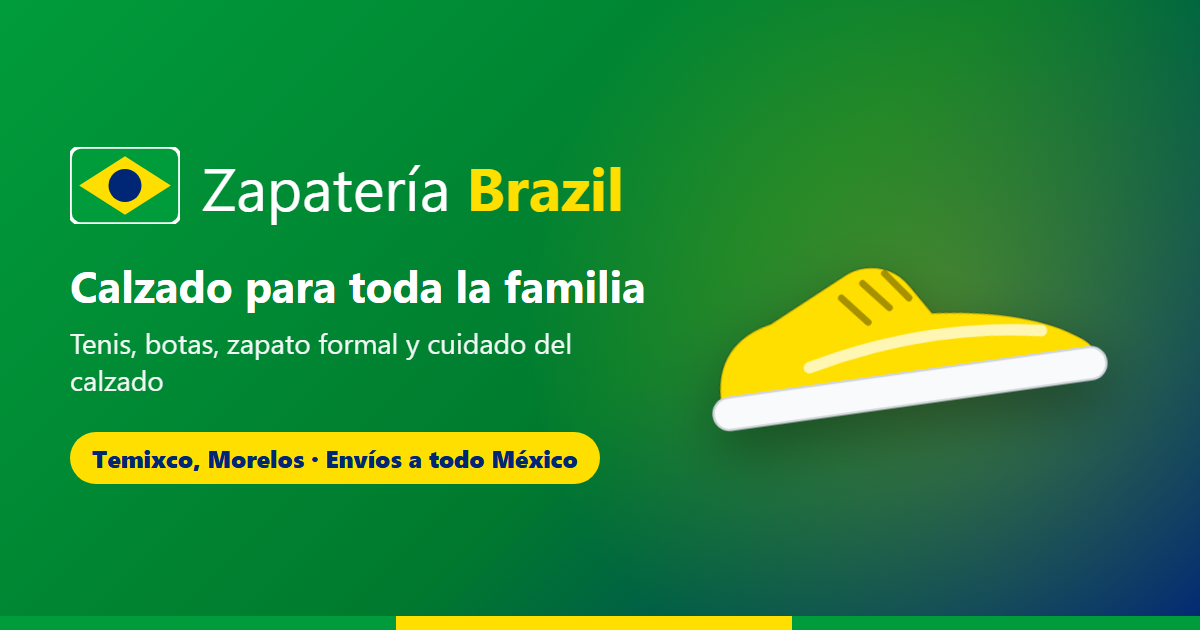 Zapatería Brazil
Calzado para toda la familia
Tenis, botas, zapato formal y cuidado del
calzado
Temixco, Morelos · Envíos a todo México